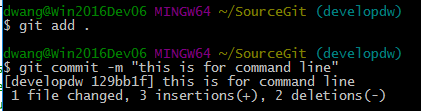 dwang@Win2016Dev06 MINGW64 ~/SourceGit (developdw)
$ git add .
dwang@Win2016Dev06 MINGW64 ~/SourceGit (developdw)
$ git commit -m "this is for command line"
[developdw 129bb1f] this is for command line
 1 file changed, 3 insertions(+), 2 deletions(-)